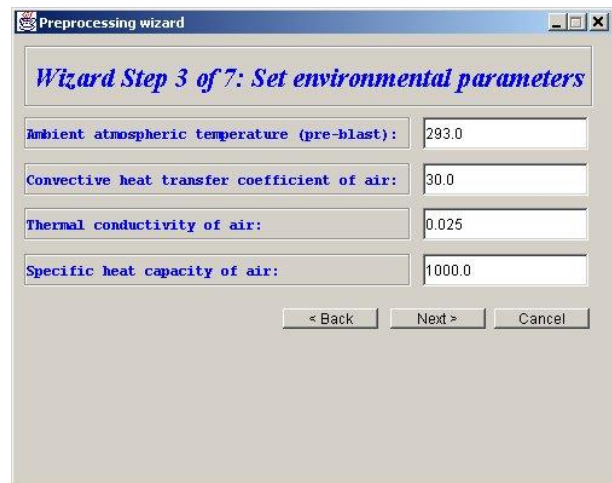 Preprocessing wizard
Wizard Step 3 of 7: Set environmental parameters
Ambient atmospheric temperature (pre-blast): 293.0
Convective heat transfer coefficient of air: 30.0
Thermal conductivity of air: 0.025
Specific heat capacity of air: 1000.0
< Back Next > Cancel